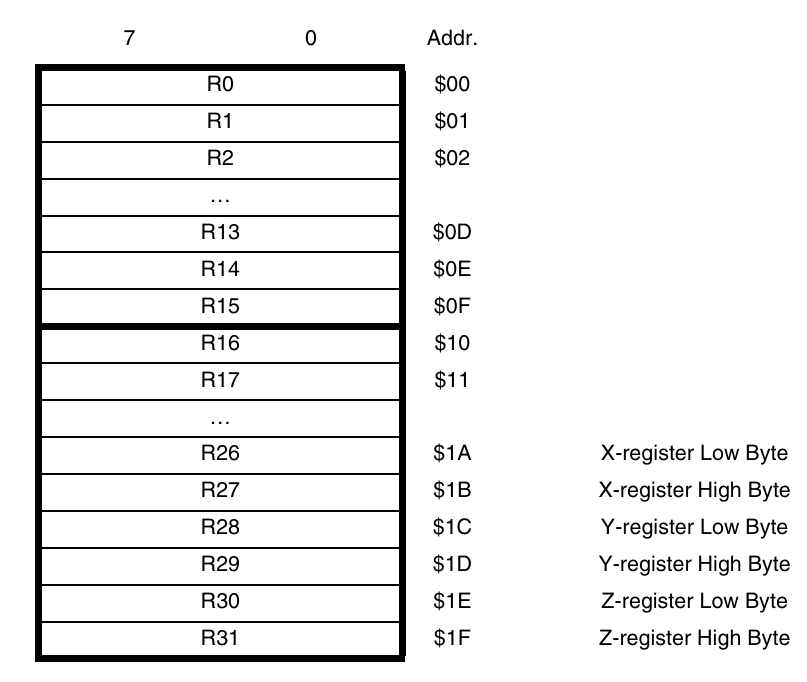 7 0 Addr.
R0 $00
R1 $01
R2 $02
...
R13 $0D
R14 $0E
R15 $0F
R16 $10
R17 $11
...
R26 $1A X-register Low Byte
R27 $1B X-register High Byte
R28 $1C Y-register Low Byte
R29 $1D Y-register High Byte
R30 $1E Z-register Low Byte
R31 $1F Z-register High Byte